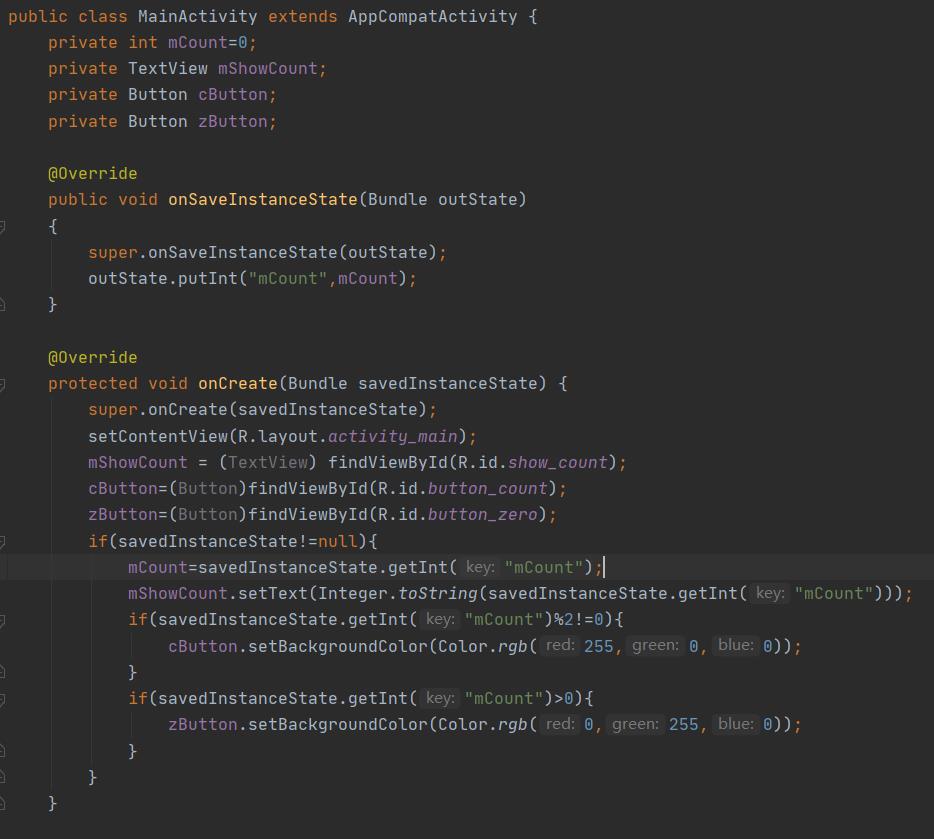 public class MainActivity extends AppCompatActivity {
    private int mCount=0;
    private TextView mShowCount;
    private Button cButton;
    private Button zButton;

    @Override
    public void onSaveInstanceState(Bundle outState)
    {
        super.onSaveInstanceState(outState);
        outState.putInt("mCount",mCount);
    }

    @Override
    protected void onCreate(Bundle savedInstanceState) {
        super.onCreate(savedInstanceState);
        setContentView(R.layout.activity_main);
        mShowCount = (TextView) findViewById(R.id.show_count);
        cButton=(Button)findViewById(R.id.button_count);
        zButton=(Button)findViewById(R.id.button_zero);
        if(savedInstanceState!=null){
            mCount=savedInstanceState.getInt( key: "mCount");
            mShowCount.setText(Integer.toString(savedInstanceState.getInt( key: "mCount")));
            if(savedInstanceState.getInt( key: "mCount")%2!=0){
                cButton.setBackgroundColor(Color.rgb( red: 255, green: 0, blue: 0));
            }
            if(savedInstanceState.getInt( key: "mCount")>0){
                zButton.setBackgroundColor(Color.rgb( red: 0, green: 255, blue: 0));
            }
        }
    }